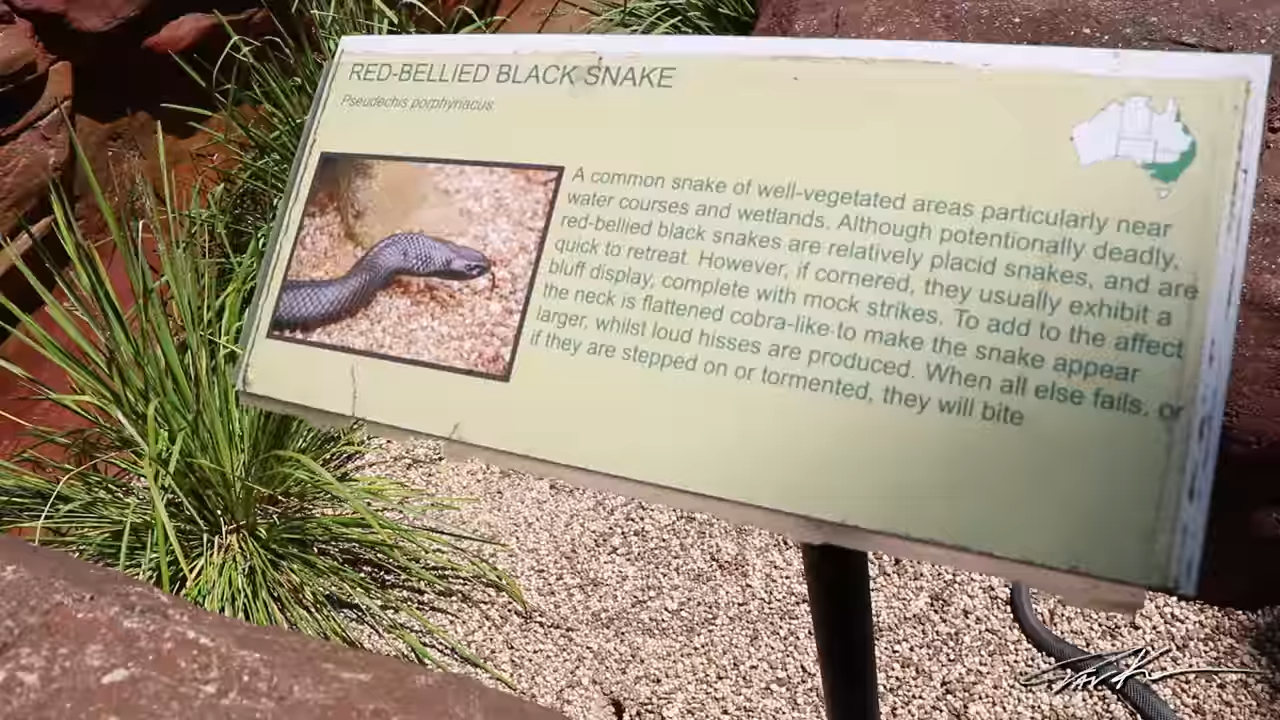 RED-BELLIED BLACK SNAKE
Pseudechis porphyriacus
A common snake of well-vegetated areas particularly near
water courses and wetlands. Although potentially deadly,
red-bellied black snakes are relatively placid snakes, and are
quick to retreat. However, if cornered, they usually exhibit a
bluff display, complete with mock strikes. To add to the affect
the neck is flattened cobra-like to make the snake appear
larger, whilst loud hisses are produced. When all else fails, or
if they are stepped on or tormented, they will bite